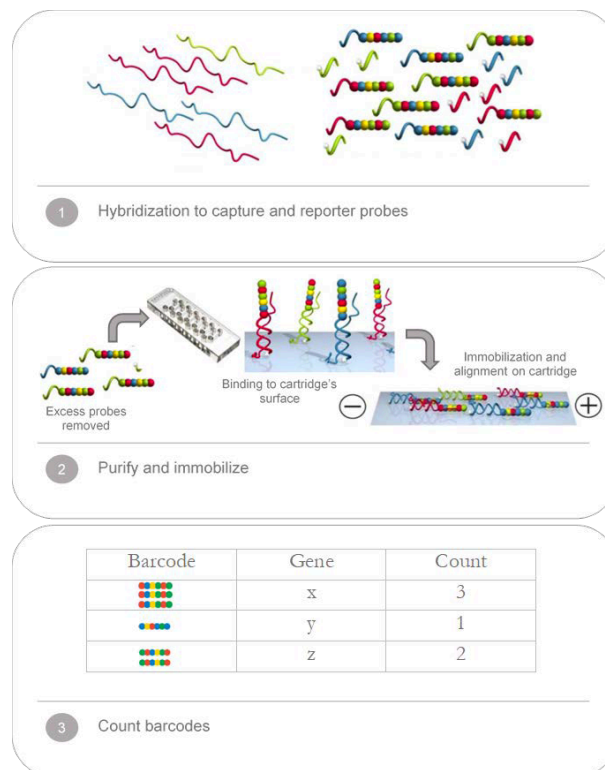 1 Hybridization to capture and reporter probes
Excess probes
removed
Binding to cartridge's
surface
Immobilization and
alignment on cartridge
− +
2 Purify and immobilize
Barcode Gene Count
x 3
y 1
z 2
3 Count barcodes